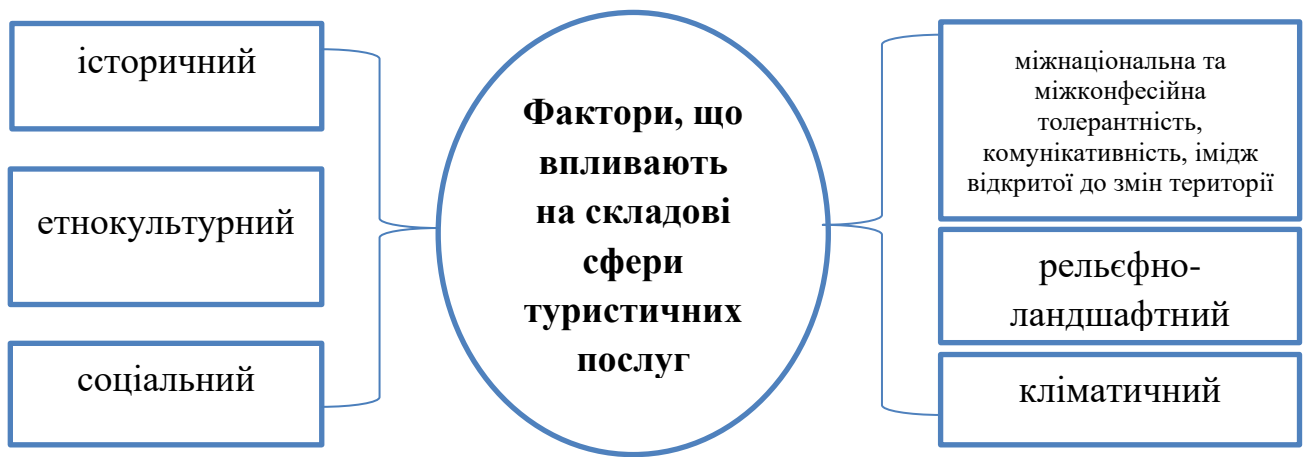 історичний
етнокультурний
соціальний
Фактори, що
впливають
на складові
сфери
туристичних
послуг
міжнаціональна та
міжконфесійна
толерантність,
комунікативність, імідж
відкритої до змін території
рельєфно-
ландшафтний
кліматичний